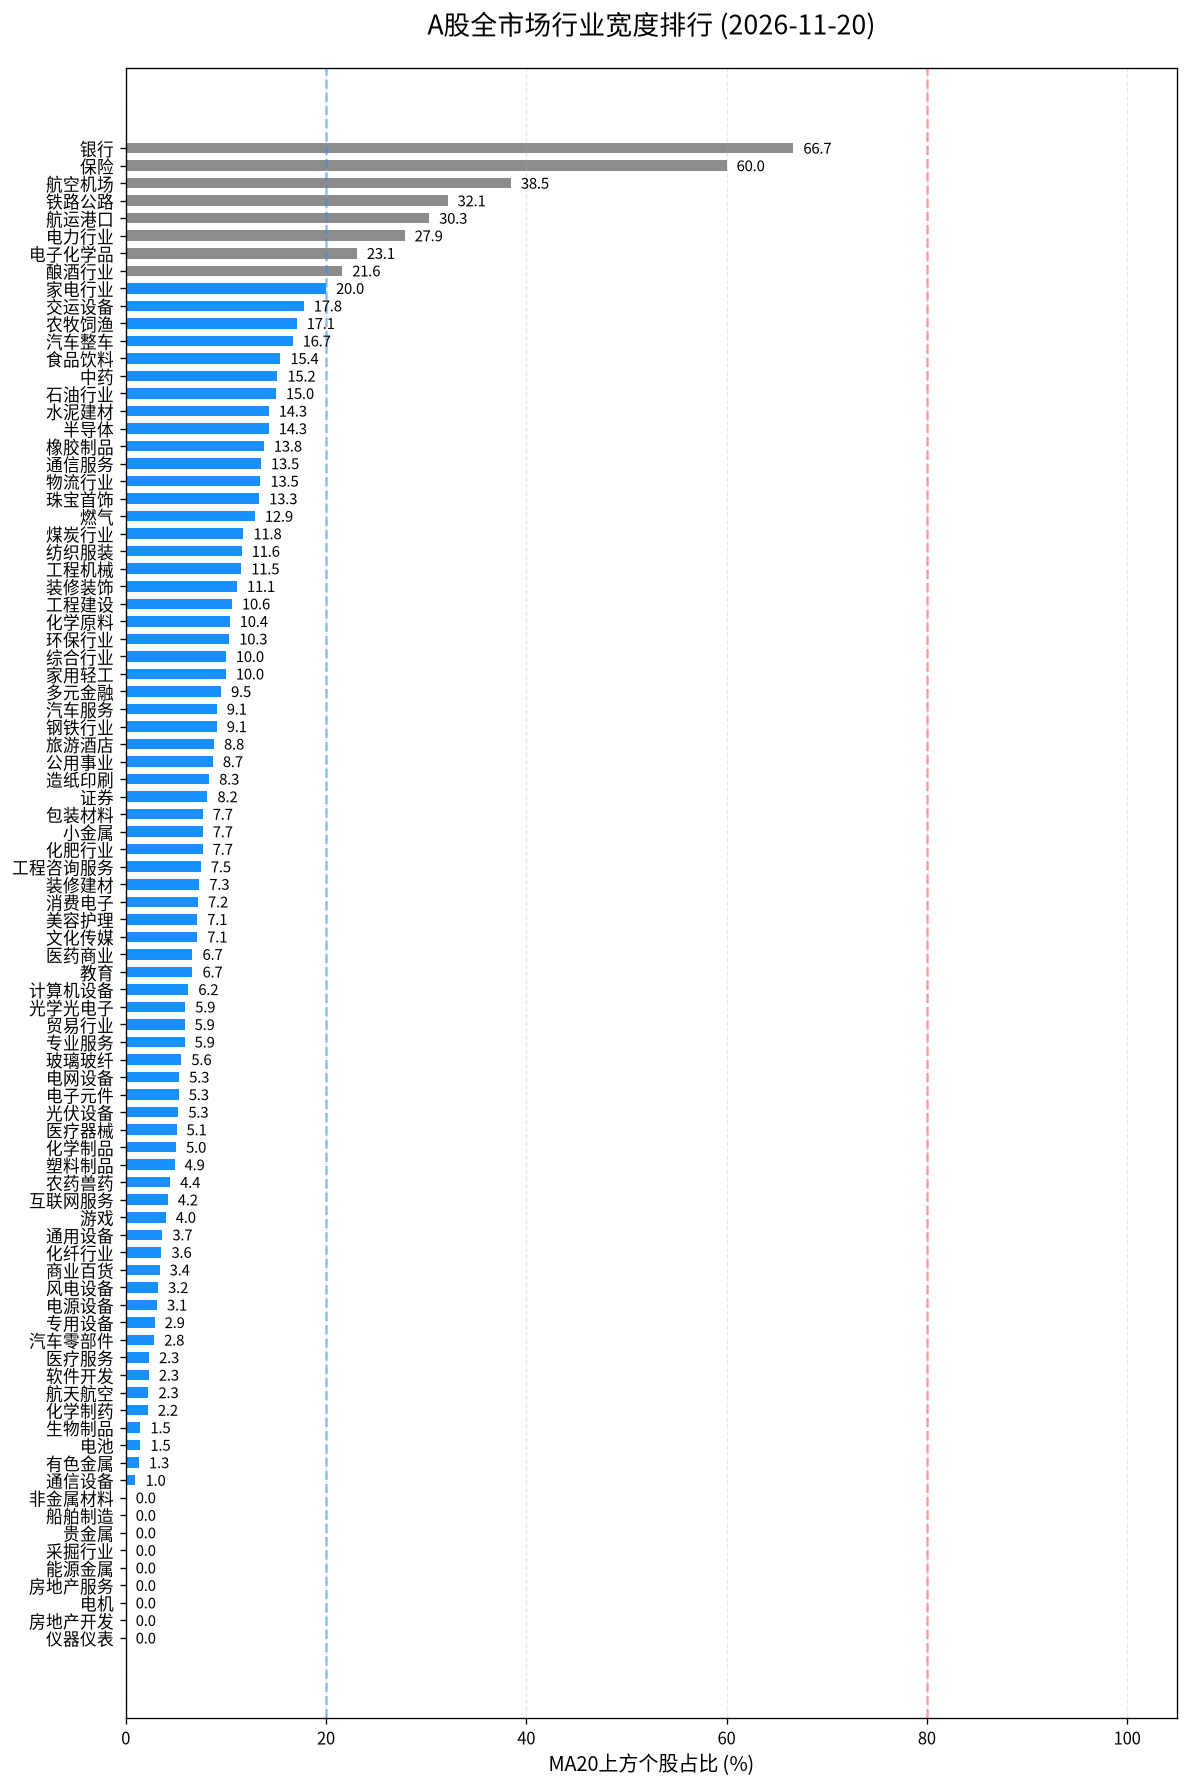 A股全市场行业宽度排行 (2026-11-20)
银行 66.7
保险 60.0
航空机场 38.5
铁路公路 32.1
航运港口 30.3
电力行业 27.9
电子化学品 23.1
酿酒行业 21.6
家电行业 20.0
交运设备 17.8
农牧饲渔 17.1
汽车整车 16.7
食品饮料 15.4
中药 15.2
石油行业 15.0
水泥建材 14.3
半导体 14.3
橡胶制品 13.8
通信服务 13.5
物流行业 13.5
珠宝首饰 13.3
燃气 12.9
煤炭行业 11.8
纺织服装 11.6
工程机械 11.5
装修装饰 11.1
工程建设 10.6
化学原料 10.4
环保行业 10.3
综合行业 10.0
家用轻工 10.0
多元金融 9.5
汽车服务 9.1
钢铁行业 9.1
旅游酒店 8.8
公用事业 8.7
造纸印刷 8.3
证券 8.2
包装材料 7.7
小金属 7.7
化肥行业 7.7
工程咨询服务 7.5
装修建材 7.3
消费电子 7.2
美容护理 7.1
文化传媒 7.1
医药商业 6.7
教育 6.7
计算机设备 6.2
光学光电子 5.9
贸易行业 5.9
专业服务 5.9
玻璃玻纤 5.6
电网设备 5.3
电子元件 5.3
光伏设备 5.3
医疗器械 5.1
化学制品 5.0
塑料制品 4.9
农药兽药 4.4
互联网服务 4.2
游戏 4.0
通用设备 3.7
化纤行业 3.6
商业百货 3.4
风电设备 3.2
电源设备 3.1
专用设备 2.9
汽车零部件 2.8
医疗服务 2.3
软件开发 2.3
航天航空 2.3
化学制药 2.2
生物制品 1.5
电池 1.5
有色金属 1.3
通信设备 1.0
非金属材料 0.0
船舶制造 0.0
贵金属 0.0
采掘行业 0.0
能源金属 0.0
房地产服务 0.0
电机 0.0
房地产开发 0.0
仪器仪表 0.0
0 20 40 60 80 100
MA20上方个股占比 (%)